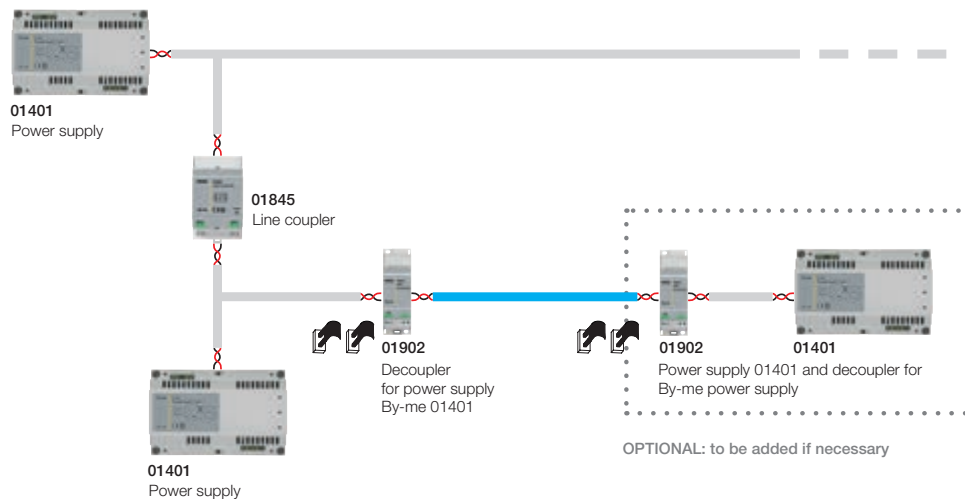 01401
Power supply
01845
Line coupler
01902
Decoupler
for power supply
By-me 01401
01902
01401
Power supply 01401 and decoupler for
By-me power supply
OPTIONAL: to be added if necessary
01401
Power supply